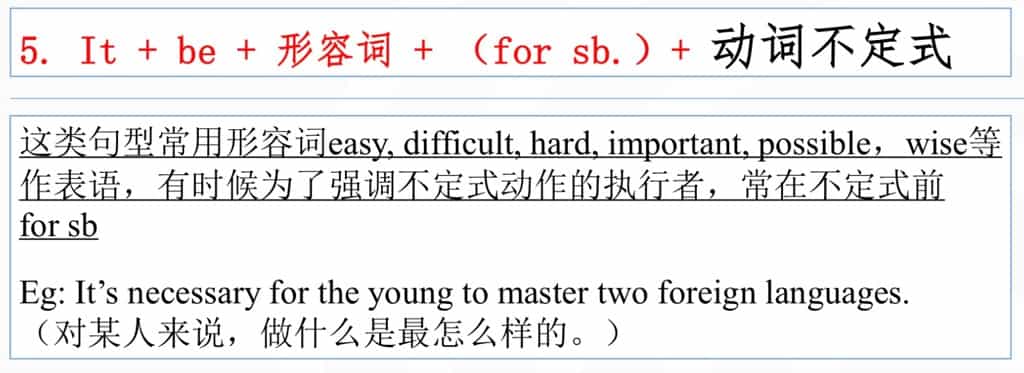 5. It + be + 形容词 + （for sb.）+ 动词不定式
这类句型常用形容词easy, difficult, hard, important, possible，wise等
作表语，有时候为了强调不定式动作的执行者，常在不定式前
for sb
Eg: It’s necessary for the young to master two foreign languages.
（对某人来说，做什么是最怎么样的。）